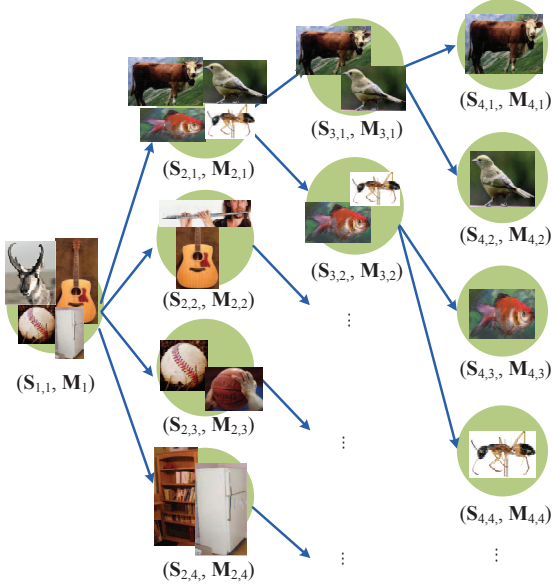 (S1,1, M1)
(S2,1,, M2,1)
(S2,2,, M2,2)
(S2,3,, M2,3)
(S2,4,, M2,4)
(S3,1,, M3,1)
(S3,2,, M3,2)
⋮
⋮
⋮
(S4,1,, M4,1)
(S4,2,, M4,2)
(S4,3,, M4,3)
(S4,4,, M4,4)
⋮